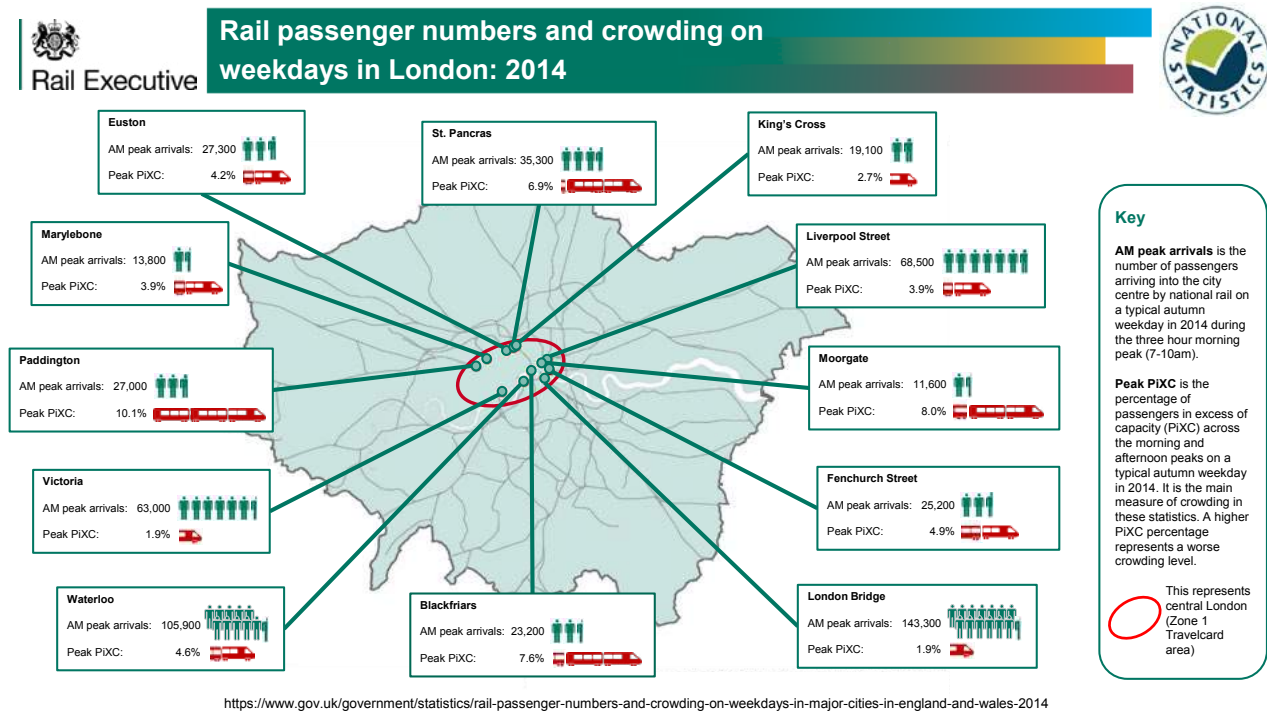 Rail Executive
Rail passenger numbers and crowding on
weekdays in London: 2014
NATIONAL STATISTICS
Euston
AM peak arrivals: 27,300
Peak PiXC: 4.2%
St. Pancras
AM peak arrivals: 35,300
Peak PiXC: 6.9%
King's Cross
AM peak arrivals: 19,100
Peak PiXC: 2.7%
Marylebone
AM peak arrivals: 13,800
Peak PiXC: 3.9%
Liverpool Street
AM peak arrivals: 68,500
Peak PiXC: 3.9%
Paddington
AM peak arrivals: 27,000
Peak PiXC: 10.1%
Moorgate
AM peak arrivals: 11,600
Peak PiXC: 8.0%
Victoria
AM peak arrivals: 63,000
Peak PiXC: 1.9%
Fenchurch Street
AM peak arrivals: 25,200
Peak PiXC: 4.9%
Waterloo
AM peak arrivals: 105,900
Peak PiXC: 4.6%
Blackfriars
AM peak arrivals: 23,200
Peak PiXC: 7.6%
London Bridge
AM peak arrivals: 143,300
Peak PiXC: 1.9%
Key
AM peak arrivals is the
number of passengers
arriving into the city
centre by national rail on
a typical autumn
weekday in 2014 during
the three hour morning
peak (7-10am).
Peak PiXC is the
percentage of
passengers in excess of
capacity (PiXC) across
the morning and
afternoon peaks on a
typical autumn weekday
in 2014. It is the main
measure of crowding in
these statistics. A higher
PiXC percentage
represents a worse
crowding level.
This represents
central London
(Zone 1
Travelcard
area)
https://www.gov.uk/government/statistics/rail-passenger-numbers-and-crowding-on-weekdays-in-major-cities-in-england-and-wales-2014